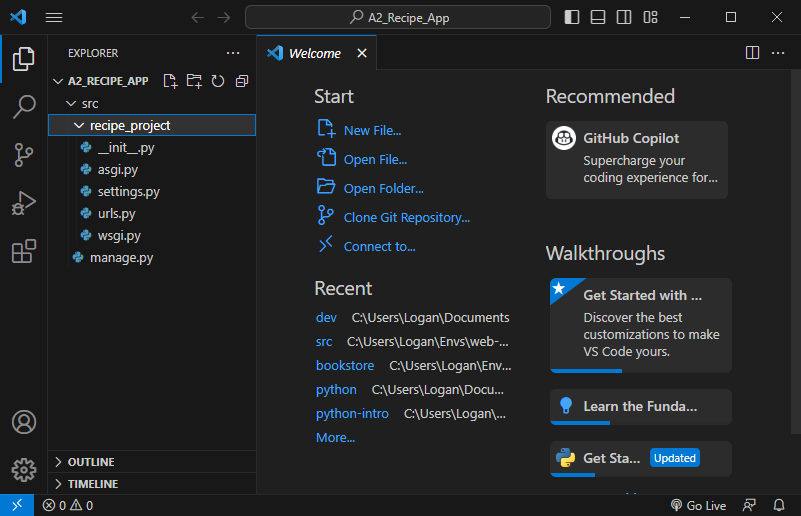 A2_Recipe_App
EXPLORER
Welcome
A2_RECIPE_APP
src
recipe_project
__init__.py
asgi.py
settings.py
urls.py
wsgi.py
manage.py
OUTLINE
TIMELINE
Start
New File...
Open File...
Open Folder...
Clone Git Repository...
Connect to...
Recent
dev C:\Users\Logan\Documents
src C:\Users\Logan\Envs\web-...
bookstore C:\Users\Logan\Env...
python C:\Users\Logan\Docu...
python-intro C:\Users\Logan\...
More...
Recommended
GitHub Copilot
Supercharge your
coding experience for...
Walkthroughs
Get Started with ...
Discover the best
customizations to make
VS Code yours.
Learn the Funda...
Get Sta... Updated
0 0
Go Live